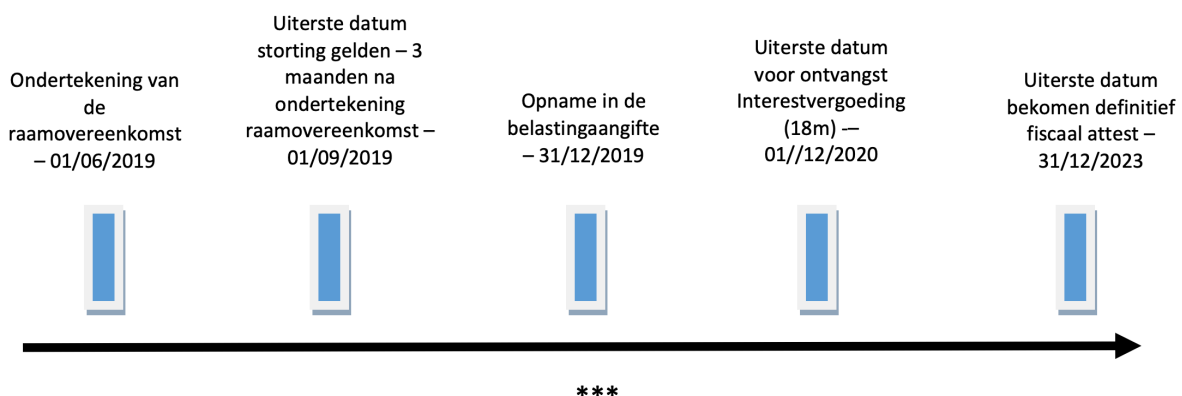 Ondertekening van
de
raamovereenkomst
– 01/06/2019
Uiterste datum
storting gelden – 3
maanden na
ondertekening
raamovereenkomst –
01/09/2019
Opname in de
belastingaangifte
– 31/12/2019
Uiterste datum
voor ontvangst
Interestvergoeding
(18m) -–
01//12/2020
Uiterste datum
bekomen definitief
fiscaal attest –
31/12/2023
***